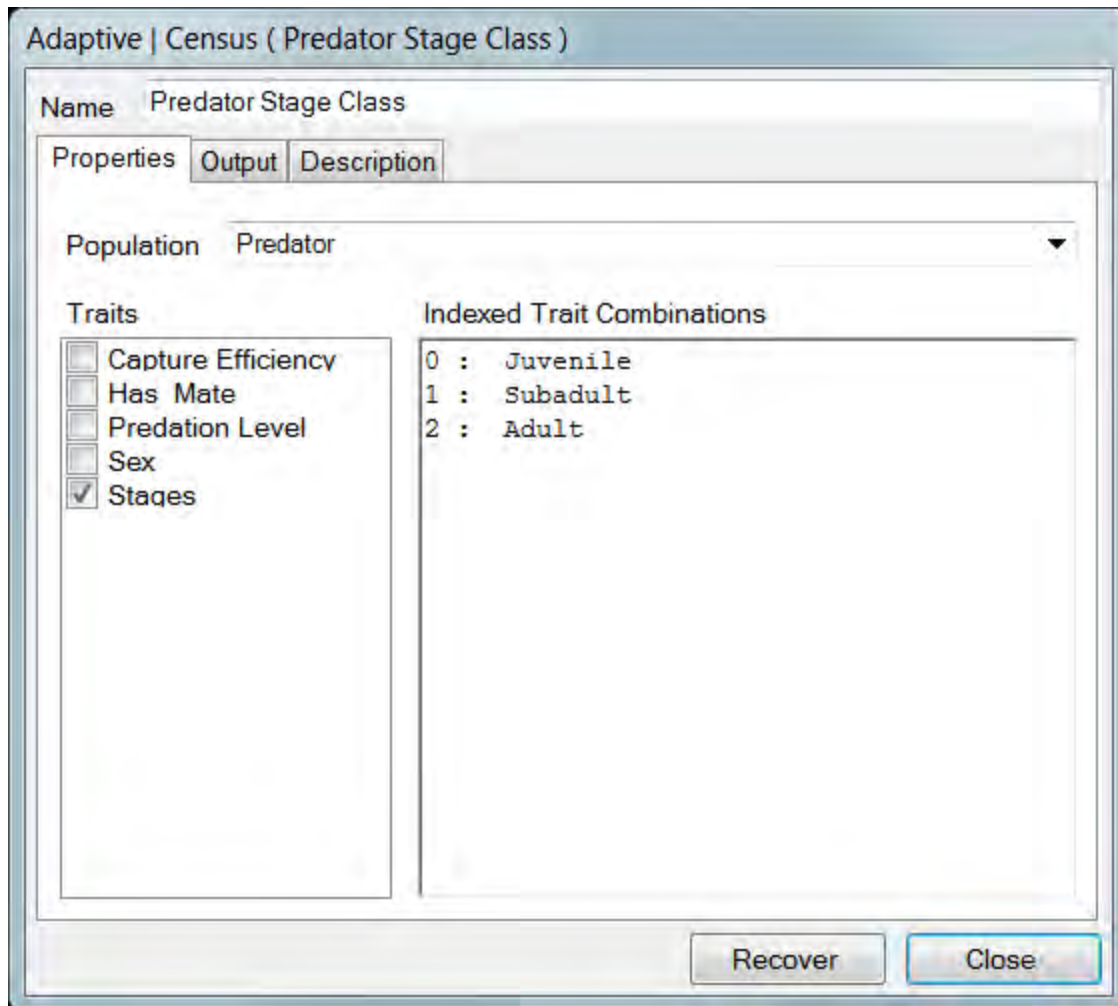 Adaptive | Census ( Predator Stage Class )
Name Predator Stage Class
Properties Output Description
Population Predator
Traits
Capture Efficiency
Has Mate
Predation Level
Sex
Stages
Indexed Trait Combinations
0 : Juvenile
1 : Subadult
2 : Adult
Recover Close